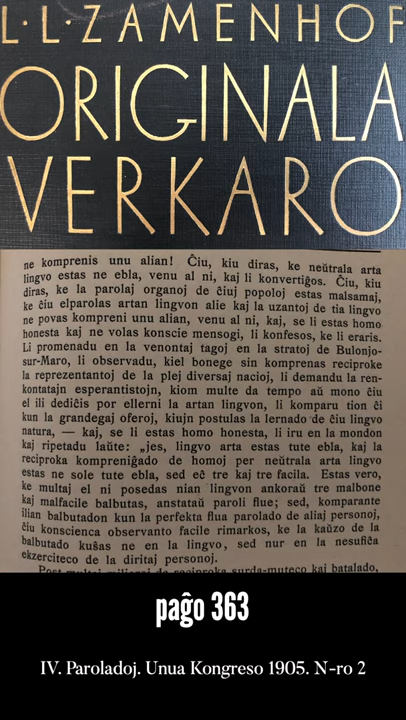 L·L·ZAMENHOF
ORIGINALA
VERKARO
ne komprenis unu alian! Ĉiu, kiu diras, ke neŭtrala arta
lingvo estas ne ebla, venu al ni, kaj li konvertiĝos. Ĉiu, kiu
diras, ke la parolaj organoj de ĉiuj popoloj estas malsamaj,
ke ĉiu elparolas artan lingvon alie kaj la uzantoj de tia lingvo
ne povas kompreni unu alian, venu al ni, kaj, se li estas homo
honesta kaj ne volas konscie mensogi, li konfesos, ke li eraris.
Li promenadu en la venontaj tagoj en la stratoj de Bulonjo-
sur-Maro, li observadu, kiel bonege sin komprenas reciproke
la reprezentantoj de la plej diversaj nacioj, li demandu la ren-
kontatajn esperantistojn, kiom multe da tempo aŭ mono ĉiu
el ili dediĉis por ellerni la artan lingvon, li komparu tion ĉi
kun la grandegaj oferoj, kiujn postulas la lernado de ĉiu lingvo
natura, — kaj, se li estas homo honesta, li iru en la mondon
kaj ripetadu laŭte: „jes, lingvo arta estas tute ebla, kaj la
reciproka kompreniĝado de homoj per neŭtrala arta lingvo
estas ne sole tute ebla, sed eĉ tre kaj tre facila. Estas vero,
ke multaj el ni posedas nian lingvon ankoraŭ tre malbone
kaj malfacile balbutas, anstataŭ paroli flue; sed, komparante
ilian balbutadon kun la perfekta flua parolado de aliaj personoj,
ĉiu konscienca observanto facile rimarkos, ke la kaŭzo de la
balbutado kuŝas ne en la lingvo, sed nur en la nesufiĉa
ekzerciteco de la diritaj personoj.
Post multaj miljaroj de reciproka surda-muteco kaj batalado,
paĝo 363
IV. Paroladoj. Unua Kongreso 1905. N-ro 2